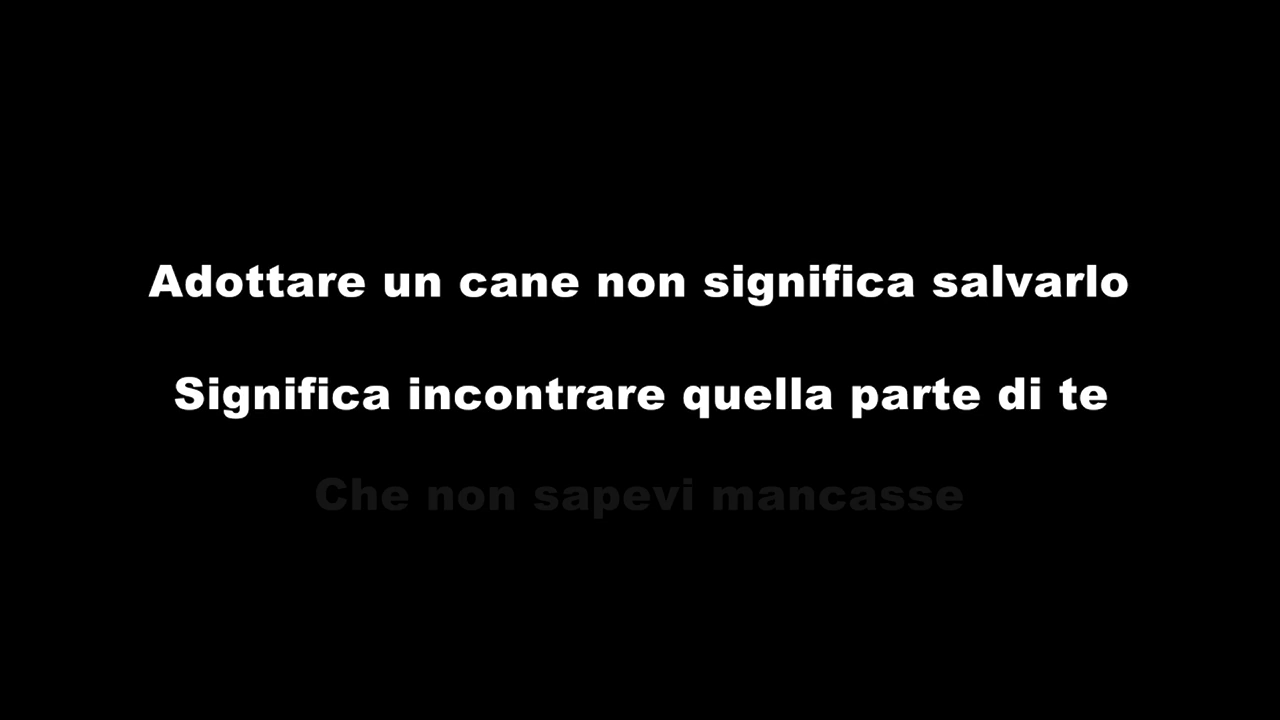 Adottare un cane non significa salvarlo
Significa incontrare quella parte di te
Che non sapevi mancasse